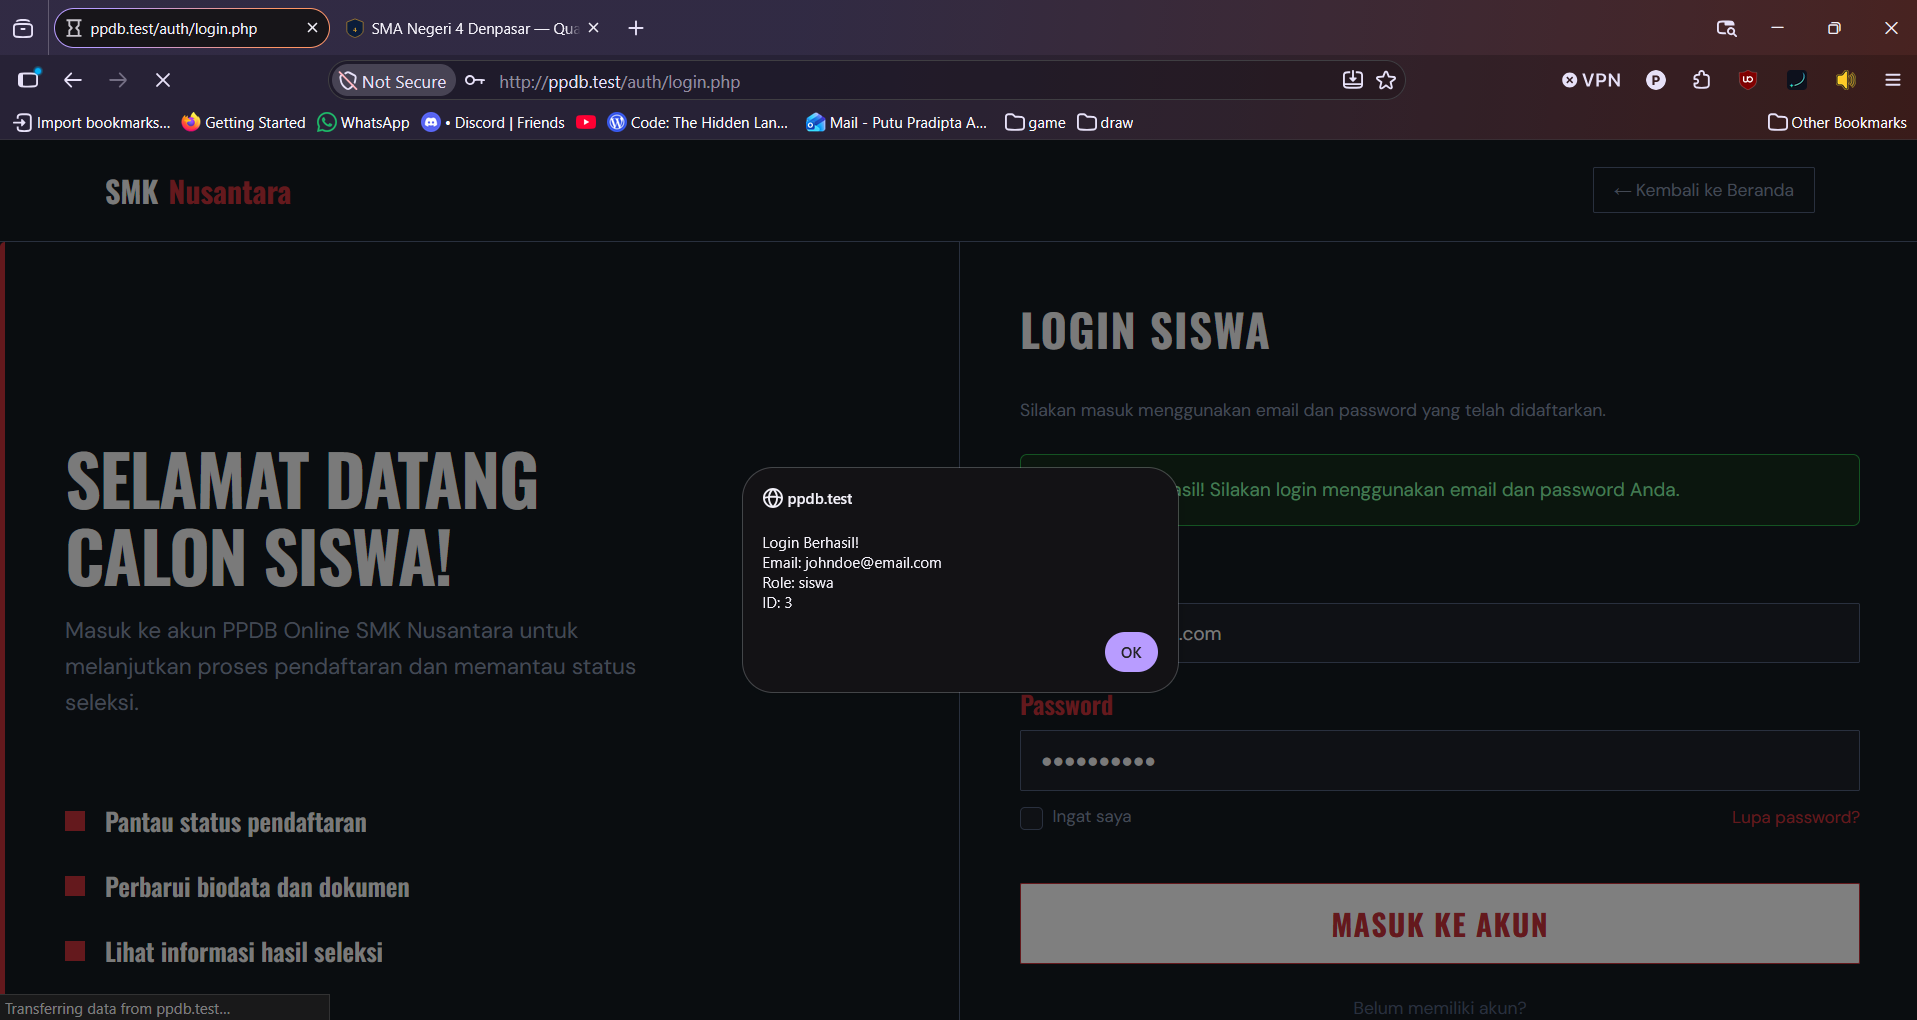 ppdb.test/auth/login.php
SMA Negeri 4 Denpasar — Qua
Not Secure
http://ppdb.test/auth/login.php
VPN
Import bookmarks...
Getting Started
WhatsApp
• Discord | Friends
Code: The Hidden Lan...
Mail - Putu Pradipta A...
game
draw
Other Bookmarks
SMK Nusantara
← Kembali ke Beranda
SELAMAT DATANG
CALON SISWA!
Masuk ke akun PPDB Online SMK Nusantara untuk
melanjutkan proses pendaftaran dan memantau status
seleksi.
Pantau status pendaftaran
Perbarui biodata dan dokumen
Lihat informasi hasil seleksi
LOGIN SISWA
Silakan masuk menggunakan email dan password yang telah didaftarkan.
asil! Silakan login menggunakan email dan password Anda.
ppdb.test
Login Berhasil!
Email: johndoe@email.com
Role: siswa
ID: 3
OK
.com
Password
Ingat saya
Lupa password?
MASUK KE AKUN
Belum memiliki akun?
Transferring data from ppdb.test...